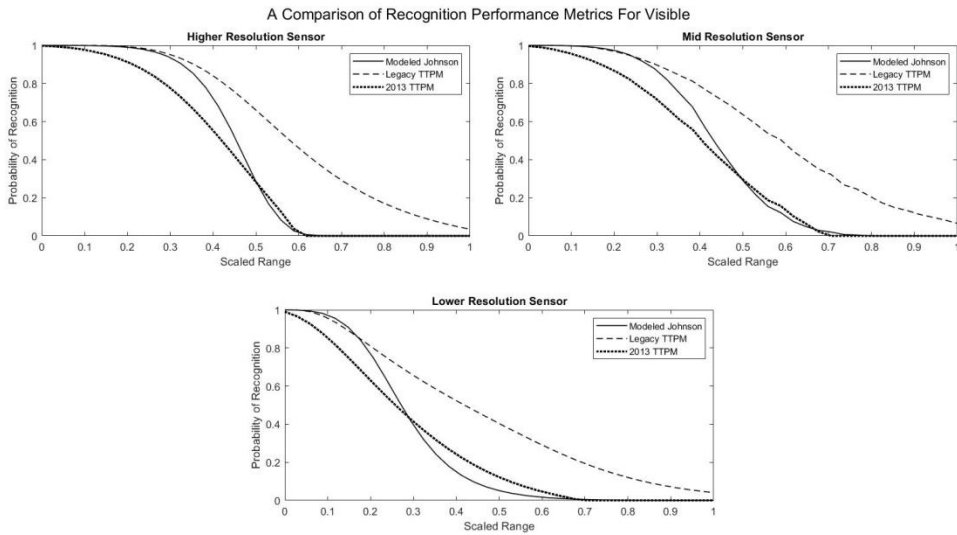 A Comparison of Recognition Performance Metrics For Visible
Higher Resolution Sensor
Probability of Recognition
1
0.8
0.6
0.4
0.2
0
0 0.1 0.2 0.3 0.4 0.5 0.6 0.7 0.8 0.9 1
Scaled Range
Modeled Johnson
Legacy TTPM
2013 TTPM
Mid Resolution Sensor
Probability of Recognition
1
0.8
0.6
0.4
0.2
0
0 0.1 0.2 0.3 0.4 0.5 0.6 0.7 0.8 0.9 1
Scaled Range
Modeled Johnson
Legacy TTPM
2013 TTPM
Lower Resolution Sensor
Probability of Recognition
1
0.8
0.6
0.4
0.2
0
0 0.1 0.2 0.3 0.4 0.5 0.6 0.7 0.8 0.9 1
Scaled Range
Modeled Johnson
Legacy TTPM
2013 TTPM